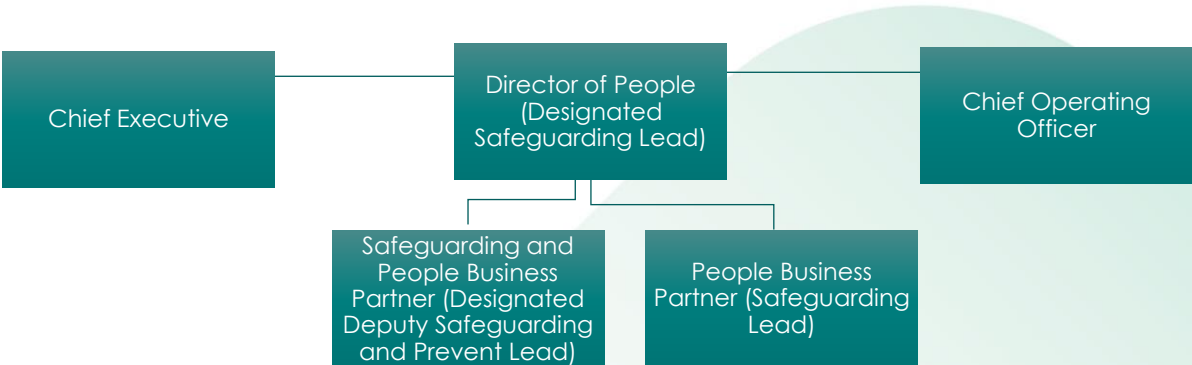 Chief Executive
Director of People
(Designated
Safeguarding Lead)
Chief Operating
Officer
Safeguarding and
People Business
Partner (Designated
Deputy Safeguarding
and Prevent Lead)
People Business
Partner (Safeguarding
Lead)